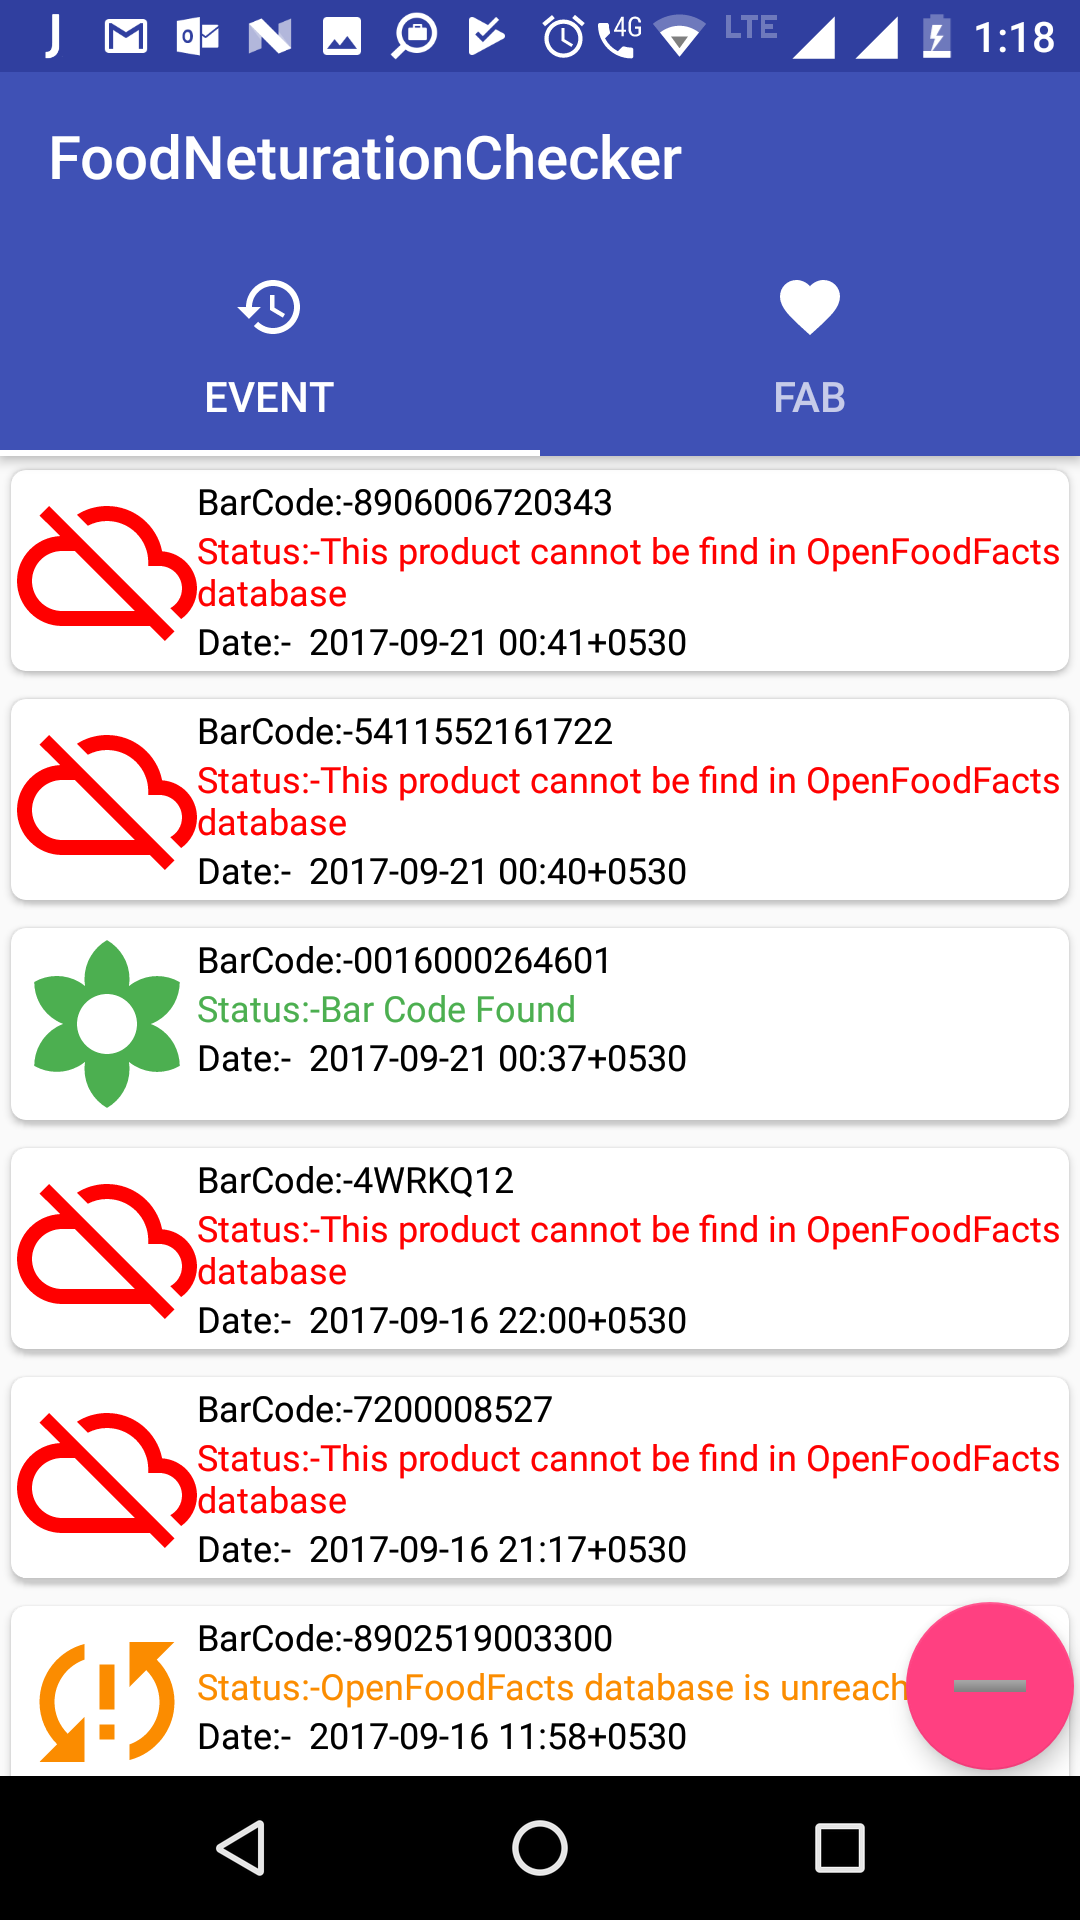 4G LTE 1:18
FoodNeturationChecker
EVENT FAB
BarCode:-8906006720343
Status:-This product cannot be find in OpenFoodFacts
database
Date:-  2017-09-21 00:41+0530
BarCode:-5411552161722
Status:-This product cannot be find in OpenFoodFacts
database
Date:-  2017-09-21 00:40+0530
BarCode:-0016000264601
Status:-Bar Code Found
Date:-  2017-09-21 00:37+0530
BarCode:-4WRKQ12
Status:-This product cannot be find in OpenFoodFacts
database
Date:-  2017-09-16 22:00+0530
BarCode:-7200008527
Status:-This product cannot be find in OpenFoodFacts
database
Date:-  2017-09-16 21:17+0530
BarCode:-8902519003300
Status:-OpenFoodFacts database is unreach
Date:-  2017-09-16 11:58+0530